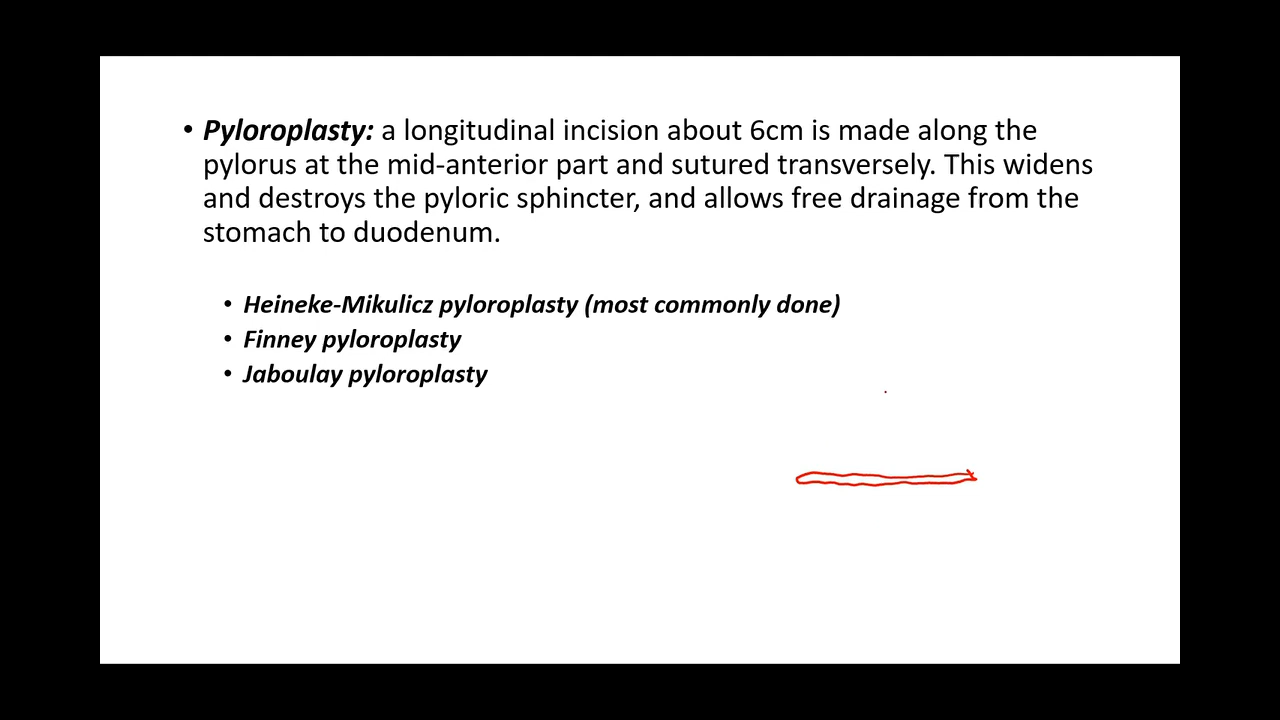 • Pyloroplasty: a longitudinal incision about 6cm is made along the
pylorus at the mid-anterior part and sutured transversely. This widens
and destroys the pyloric sphincter, and allows free drainage from the
stomach to duodenum.
• Heineke-Mikulicz pyloroplasty (most commonly done)
• Finney pyloroplasty
• Jaboulay pyloroplasty